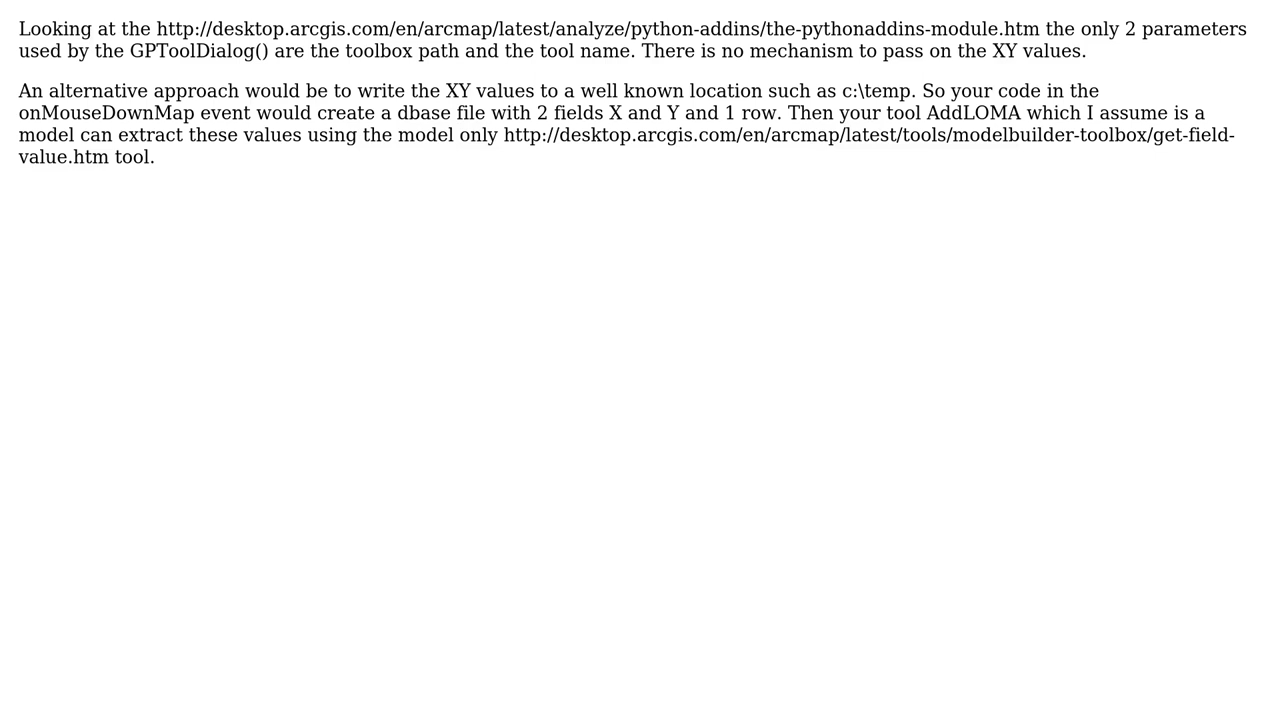 Looking at the http://desktop.arcgis.com/en/arcmap/latest/analyze/python-addins/the-pythonaddins-module.htm the only 2 parameters
used by the GPToolDialog() are the toolbox path and the tool name. There is no mechanism to pass on the XY values.
An alternative approach would be to write the XY values to a well known location such as c:\temp. So your code in the
onMouseDownMap event would create a dbase file with 2 fields X and Y and 1 row. Then your tool AddLOMA which I assume is a
model can extract these values using the model only http://desktop.arcgis.com/en/arcmap/latest/tools/modelbuilder-toolbox/get-field-
value.htm tool.